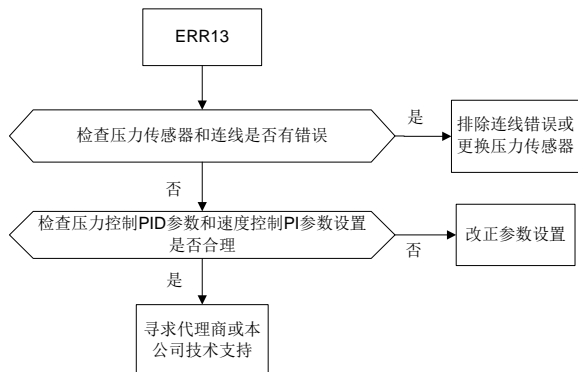 ERR13
检查压力传感器和连线是否有错误
是
排除连线错误或
更换压力传感器
否
检查压力控制PID参数和速度控制PI参数设置
是否合理
否
改正参数设置
是
寻求代理商或本
公司技术支持